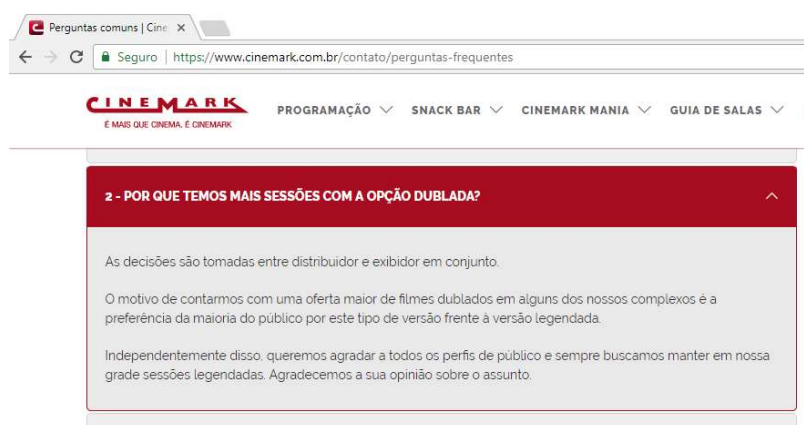 Perguntas comuns | Cine
Seguro | https://www.cinemark.com.br/contato/perguntas-frequentes
CINEMARK
É MAIS QUE CINEMA. É CINEMARK
PROGRAMAÇÃO SNACK BAR CINEMARK MANIA GUIA DE SALAS
2 - POR QUE TEMOS MAIS SESSÕES COM A OPÇÃO DUBLADA?
As decisões são tomadas entre distribuidor e exibidor em conjunto.
O motivo de contarmos com uma oferta maior de filmes dublados em alguns dos nossos complexos é a
preferência da maioria do público por este tipo de versão frente à versão legendada.
Independentemente disso, queremos agradar a todos os perfis de público e sempre buscamos manter em nossa
grade sessões legendadas. Agradecemos a sua opinião sobre o assunto.